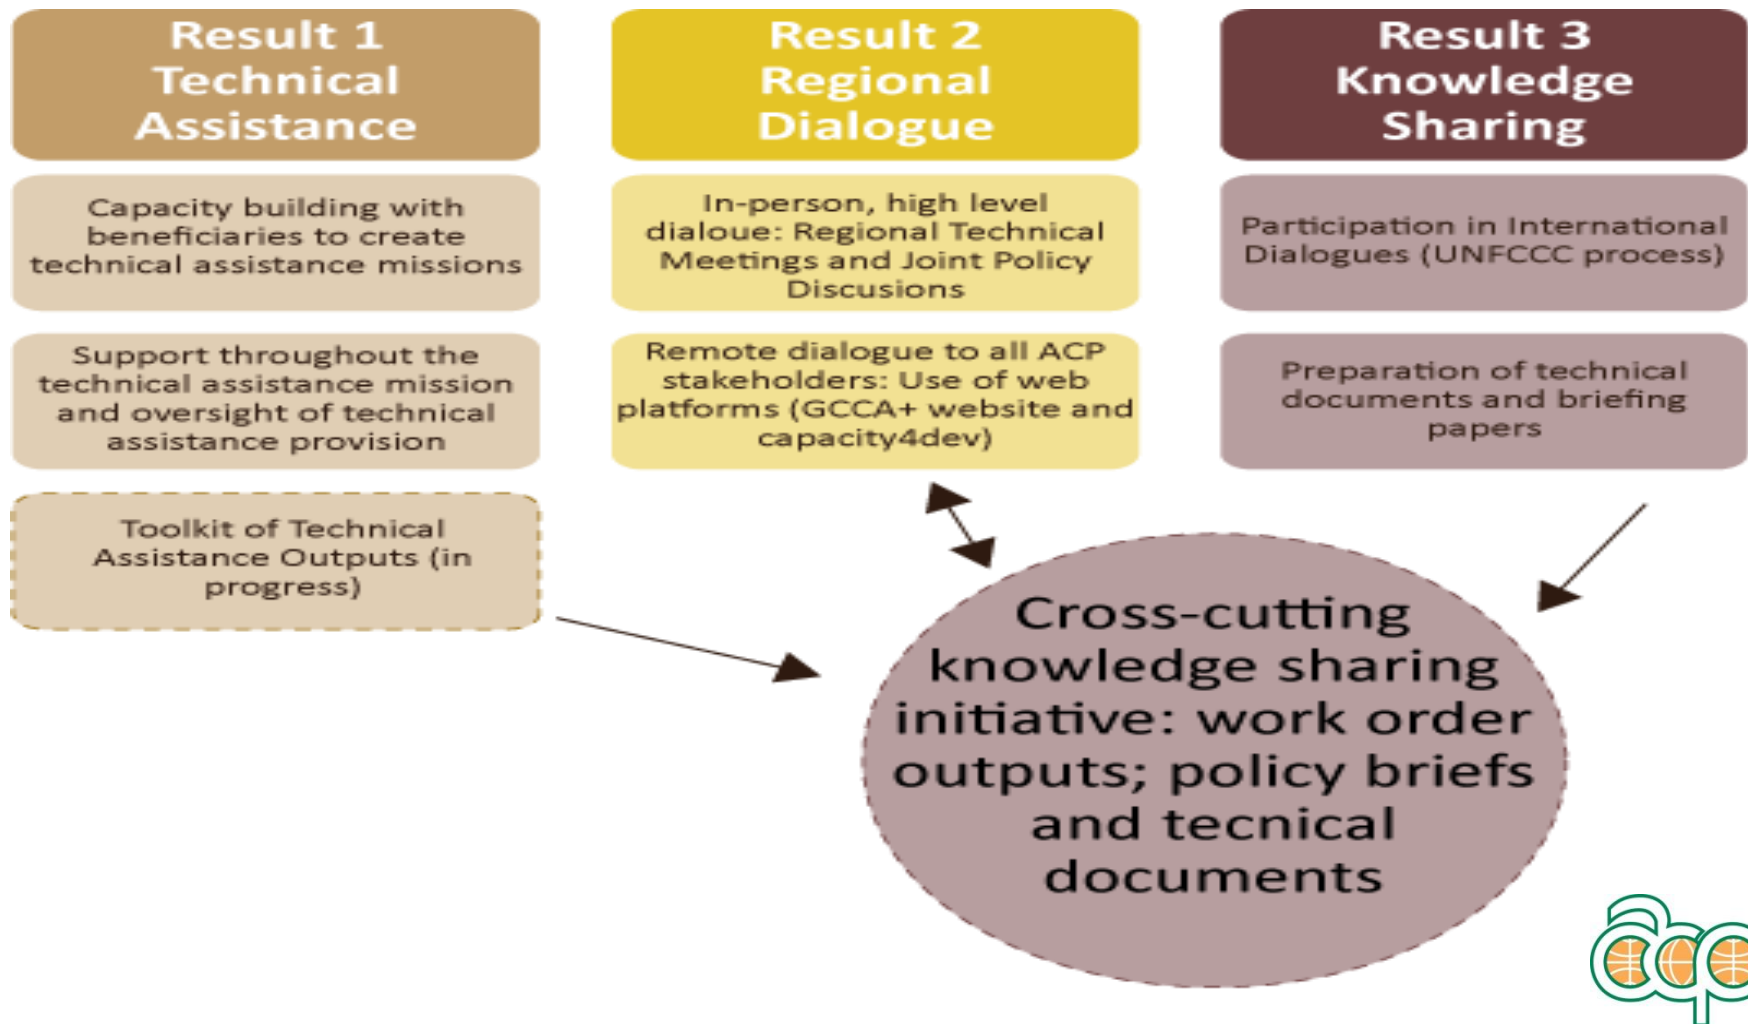 Result 1
Technical
Assistance
Capacity building with
beneficiaries to create
technical assistance missions
Support throughout the
technical assistance mission
and oversight of technical
assistance provision
Toolkit of Technical
Assistance Outputs (in
progress)
Result 2
Regional
Dialogue
In-person, high level
dialoue: Regional Technical
Meetings and Joint Policy
Discusions
Remote dialogue to all ACP
stakeholders: Use of web
platforms (GCCA+ website and
capacity4dev)
Result 3
Knowledge
Sharing
Participation in International
Dialogues (UNFCCC process)
Preparation of technical
documents and briefing
papers
Cross-cutting
knowledge sharing
initiative: work order
outputs; policy briefs
and tecnical
documents
acp